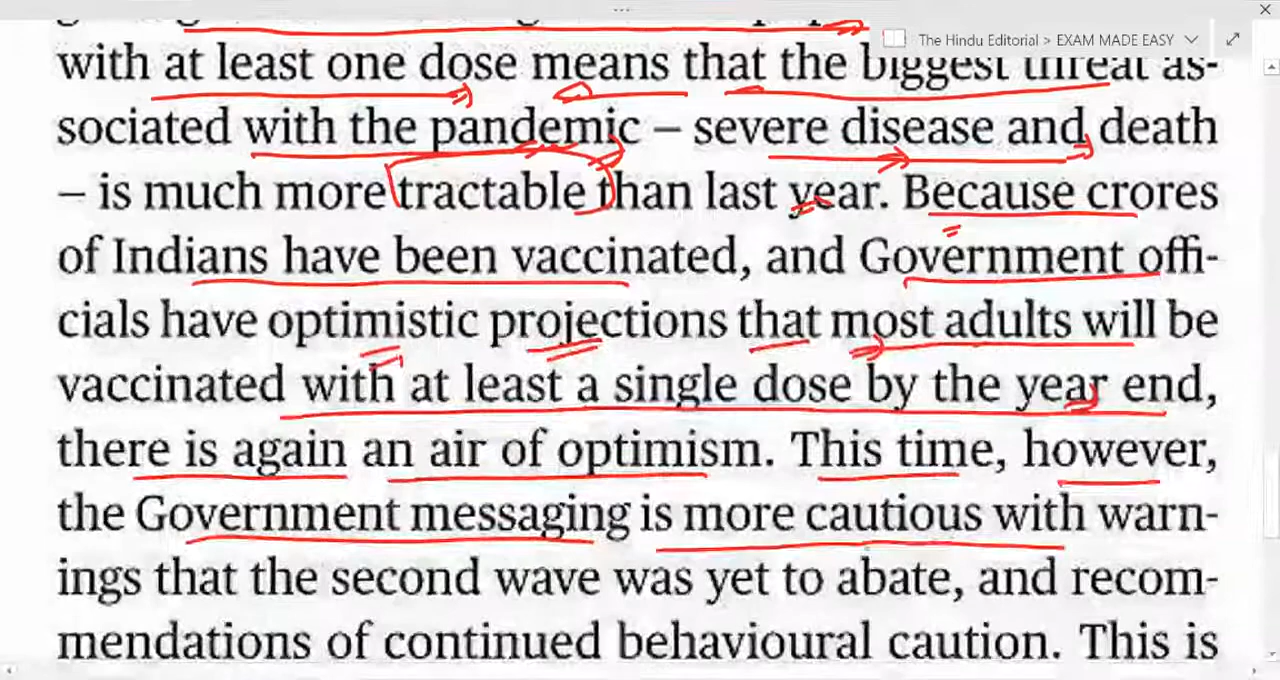 The Hindu Editorial > EXAM MADE EASY
with at least one dose means that the biggest threat as-
sociated with the pandemic – severe disease and death
– is much more tractable than last year. Because crores
of Indians have been vaccinated, and Government offi-
cials have optimistic projections that most adults will be
vaccinated with at least a single dose by the year end,
there is again an air of optimism. This time, however,
the Government messaging is more cautious with warn-
ings that the second wave was yet to abate, and recom-
mendations of continued behavioural caution. This is